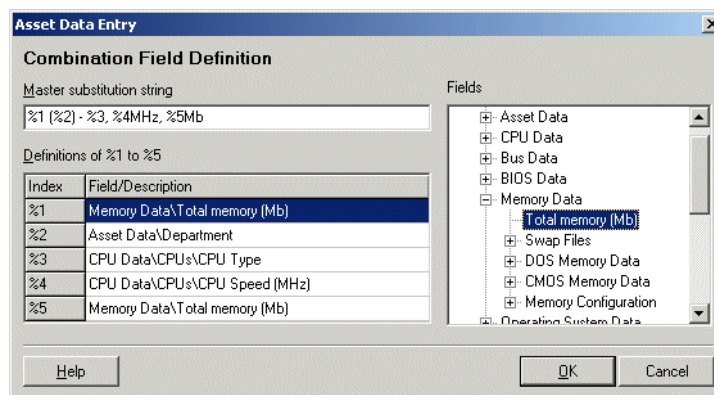 Asset Data Entry
Combination Field Definition
Master substitution string
%1 (%2) - %3, %4MHz, %5Mb
Definitions of %1 to %5
Index Field/Description
%1 Memory Data\Total memory (Mb)
%2 Asset Data\Department
%3 CPU Data\CPUs\CPU Type
%4 CPU Data\CPUs\CPU Speed (MHz)
%5 Memory Data\Total memory (Mb)
Fields
Asset Data
CPU Data
Bus Data
BIOS Data
Memory Data
Total memory (Mb)
Swap Files
DOS Memory Data
CMOS Memory Data
Memory Configuration
Operating System Data
Help
OK
Cancel